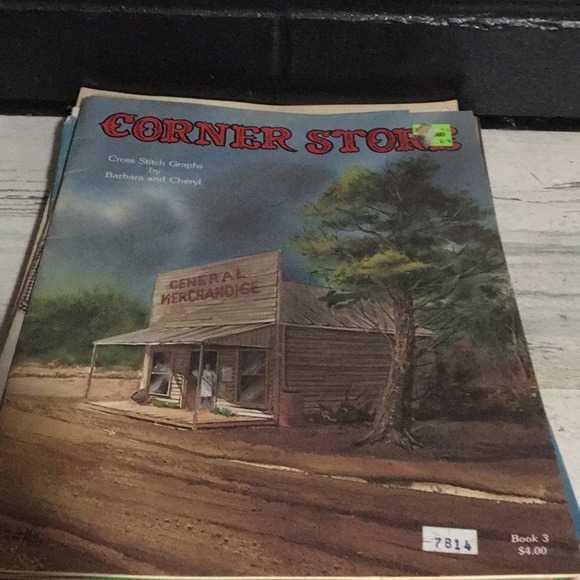 CORNER STORE
Cross Stitch Graphs
by
Barbara and Cheryl
GENERAL
MERCHANDISE
7814
Book 3
$4.00